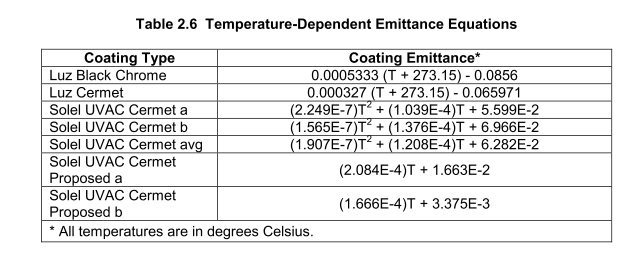 Table 2.6 Temperature-Dependent Emittance Equations
Coating Type Coating Emittance*
Luz Black Chrome 0.0005333 (T + 273.15) - 0.0856
Luz Cermet 0.000327 (T + 273.15) - 0.065971
Solel UVAC Cermet a (2.249E-7)T² + (1.039E-4)T + 5.599E-2
Solel UVAC Cermet b (1.565E-7)T² + (1.376E-4)T + 6.966E-2
Solel UVAC Cermet avg (1.907E-7)T² + (1.208E-4)T + 6.282E-2
Solel UVAC Cermet
Proposed a (2.084E-4)T + 1.663E-2
Solel UVAC Cermet
Proposed b (1.666E-4)T + 3.375E-3
* All temperatures are in degrees Celsius.